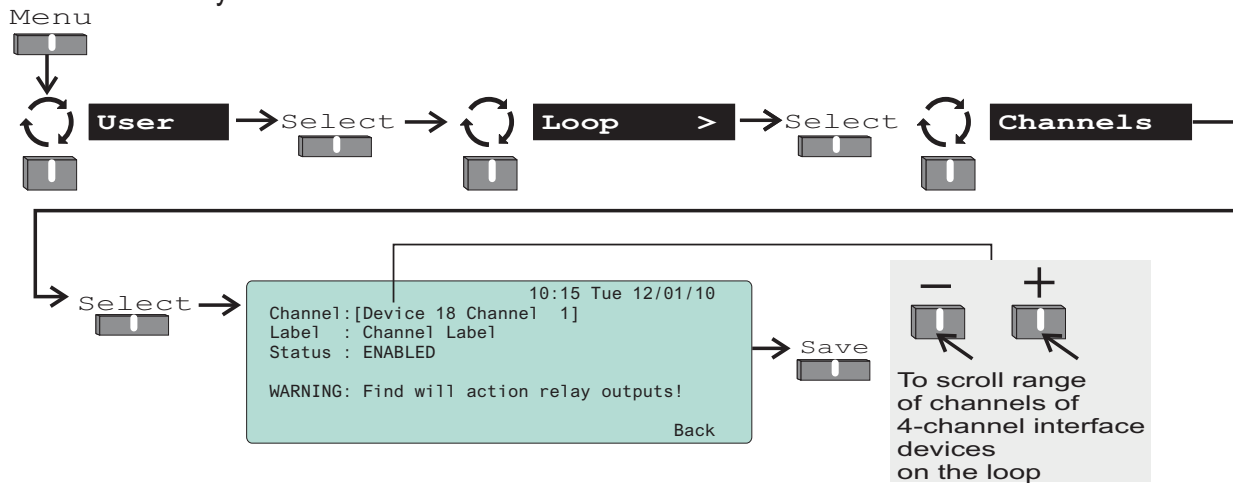 Menu
User
Select
Loop >
Select
Channels
Select
10:15 Tue 12/01/10
Channel:[Device 18 Channel 1]
Label : Channel Label
Status : ENABLED
WARNING: Find will action relay outputs!
Back
Save
− +
To scroll range
of channels of
4-channel interface
devices
on the loop